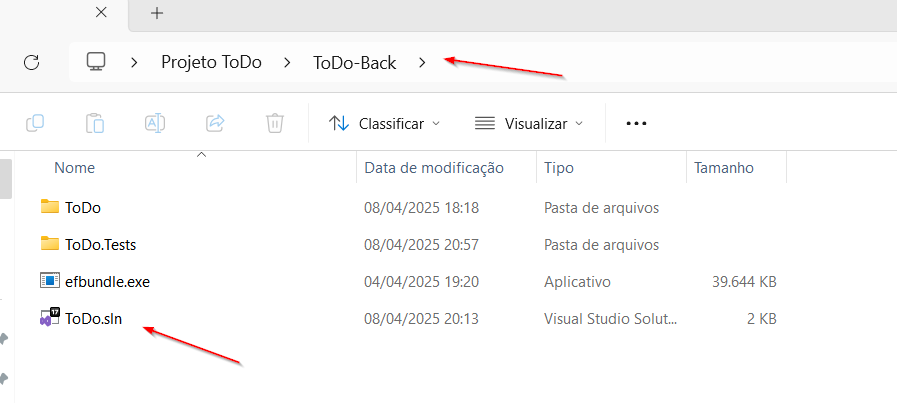 Projeto ToDo > ToDo-Back >
Classificar Visualizar
Nome Data de modificação Tipo Tamanho
ToDo 08/04/2025 18:18 Pasta de arquivos
ToDo.Tests 08/04/2025 20:57 Pasta de arquivos
efbundle.exe 04/04/2025 19:20 Aplicativo 39.644 KB
ToDo.sln 08/04/2025 20:13 Visual Studio Solut... 2 KB